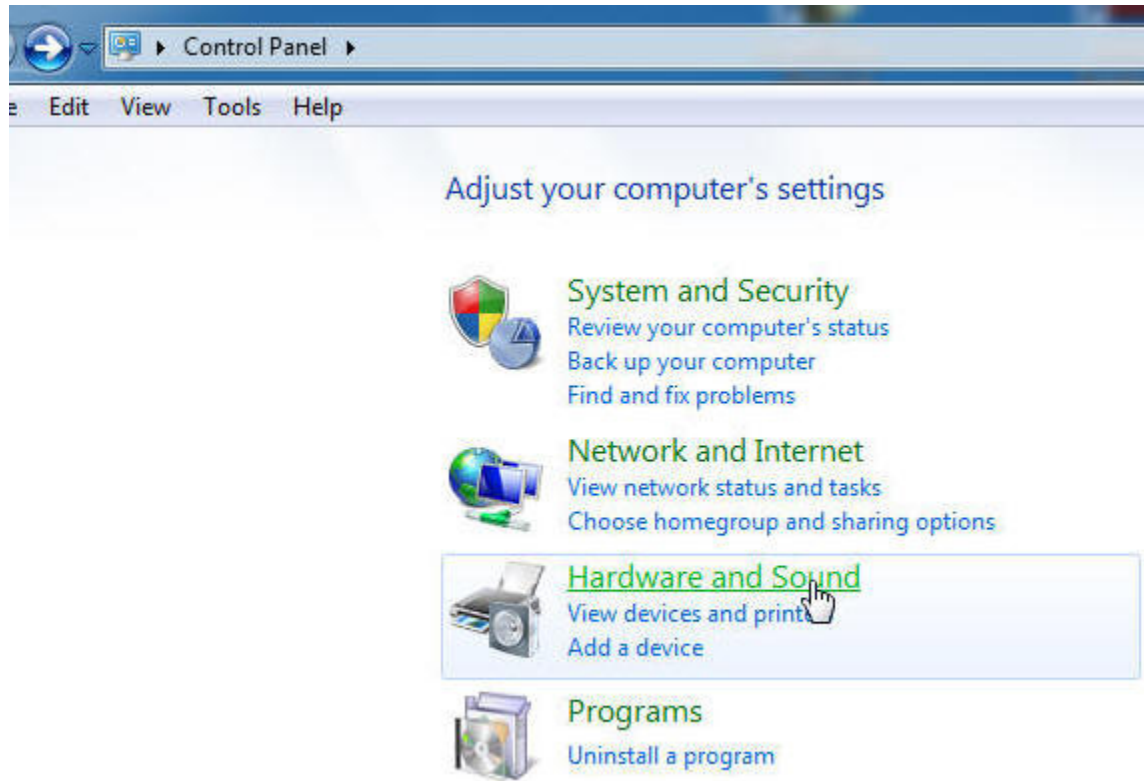 Control Panel
Edit View Tools Help
Adjust your computer's settings
System and Security
Review your computer's status
Back up your computer
Find and fix problems
Network and Internet
View network status and tasks
Choose homegroup and sharing options
Hardware and Sound
View devices and
Add a device
Programs
Uninstall a program